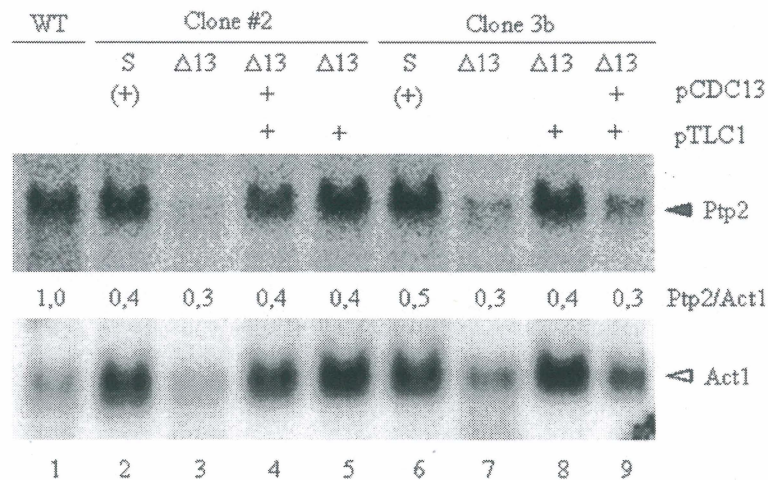 WT Clone #2 Clone 3b
S Δ13 Δ13 Δ13 S Δ13 Δ13 Δ13
(+) + (+) + pCDC13
+ + + + pTLC1
Ptp2
1,0 0,4 0,3 0,4 0,4 0,5 0,3 0,4 0,3 Ptp2/Act1
Act1
1 2 3 4 5 6 7 8 9